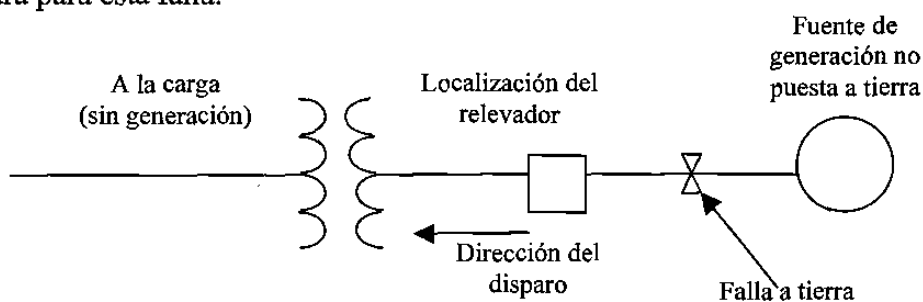 para esta falla.
Fuente de
generación no
puesta a tierra
A la carga
(sin generación)
Localización del
relevador
Dirección del
disparo
Falla a tierra